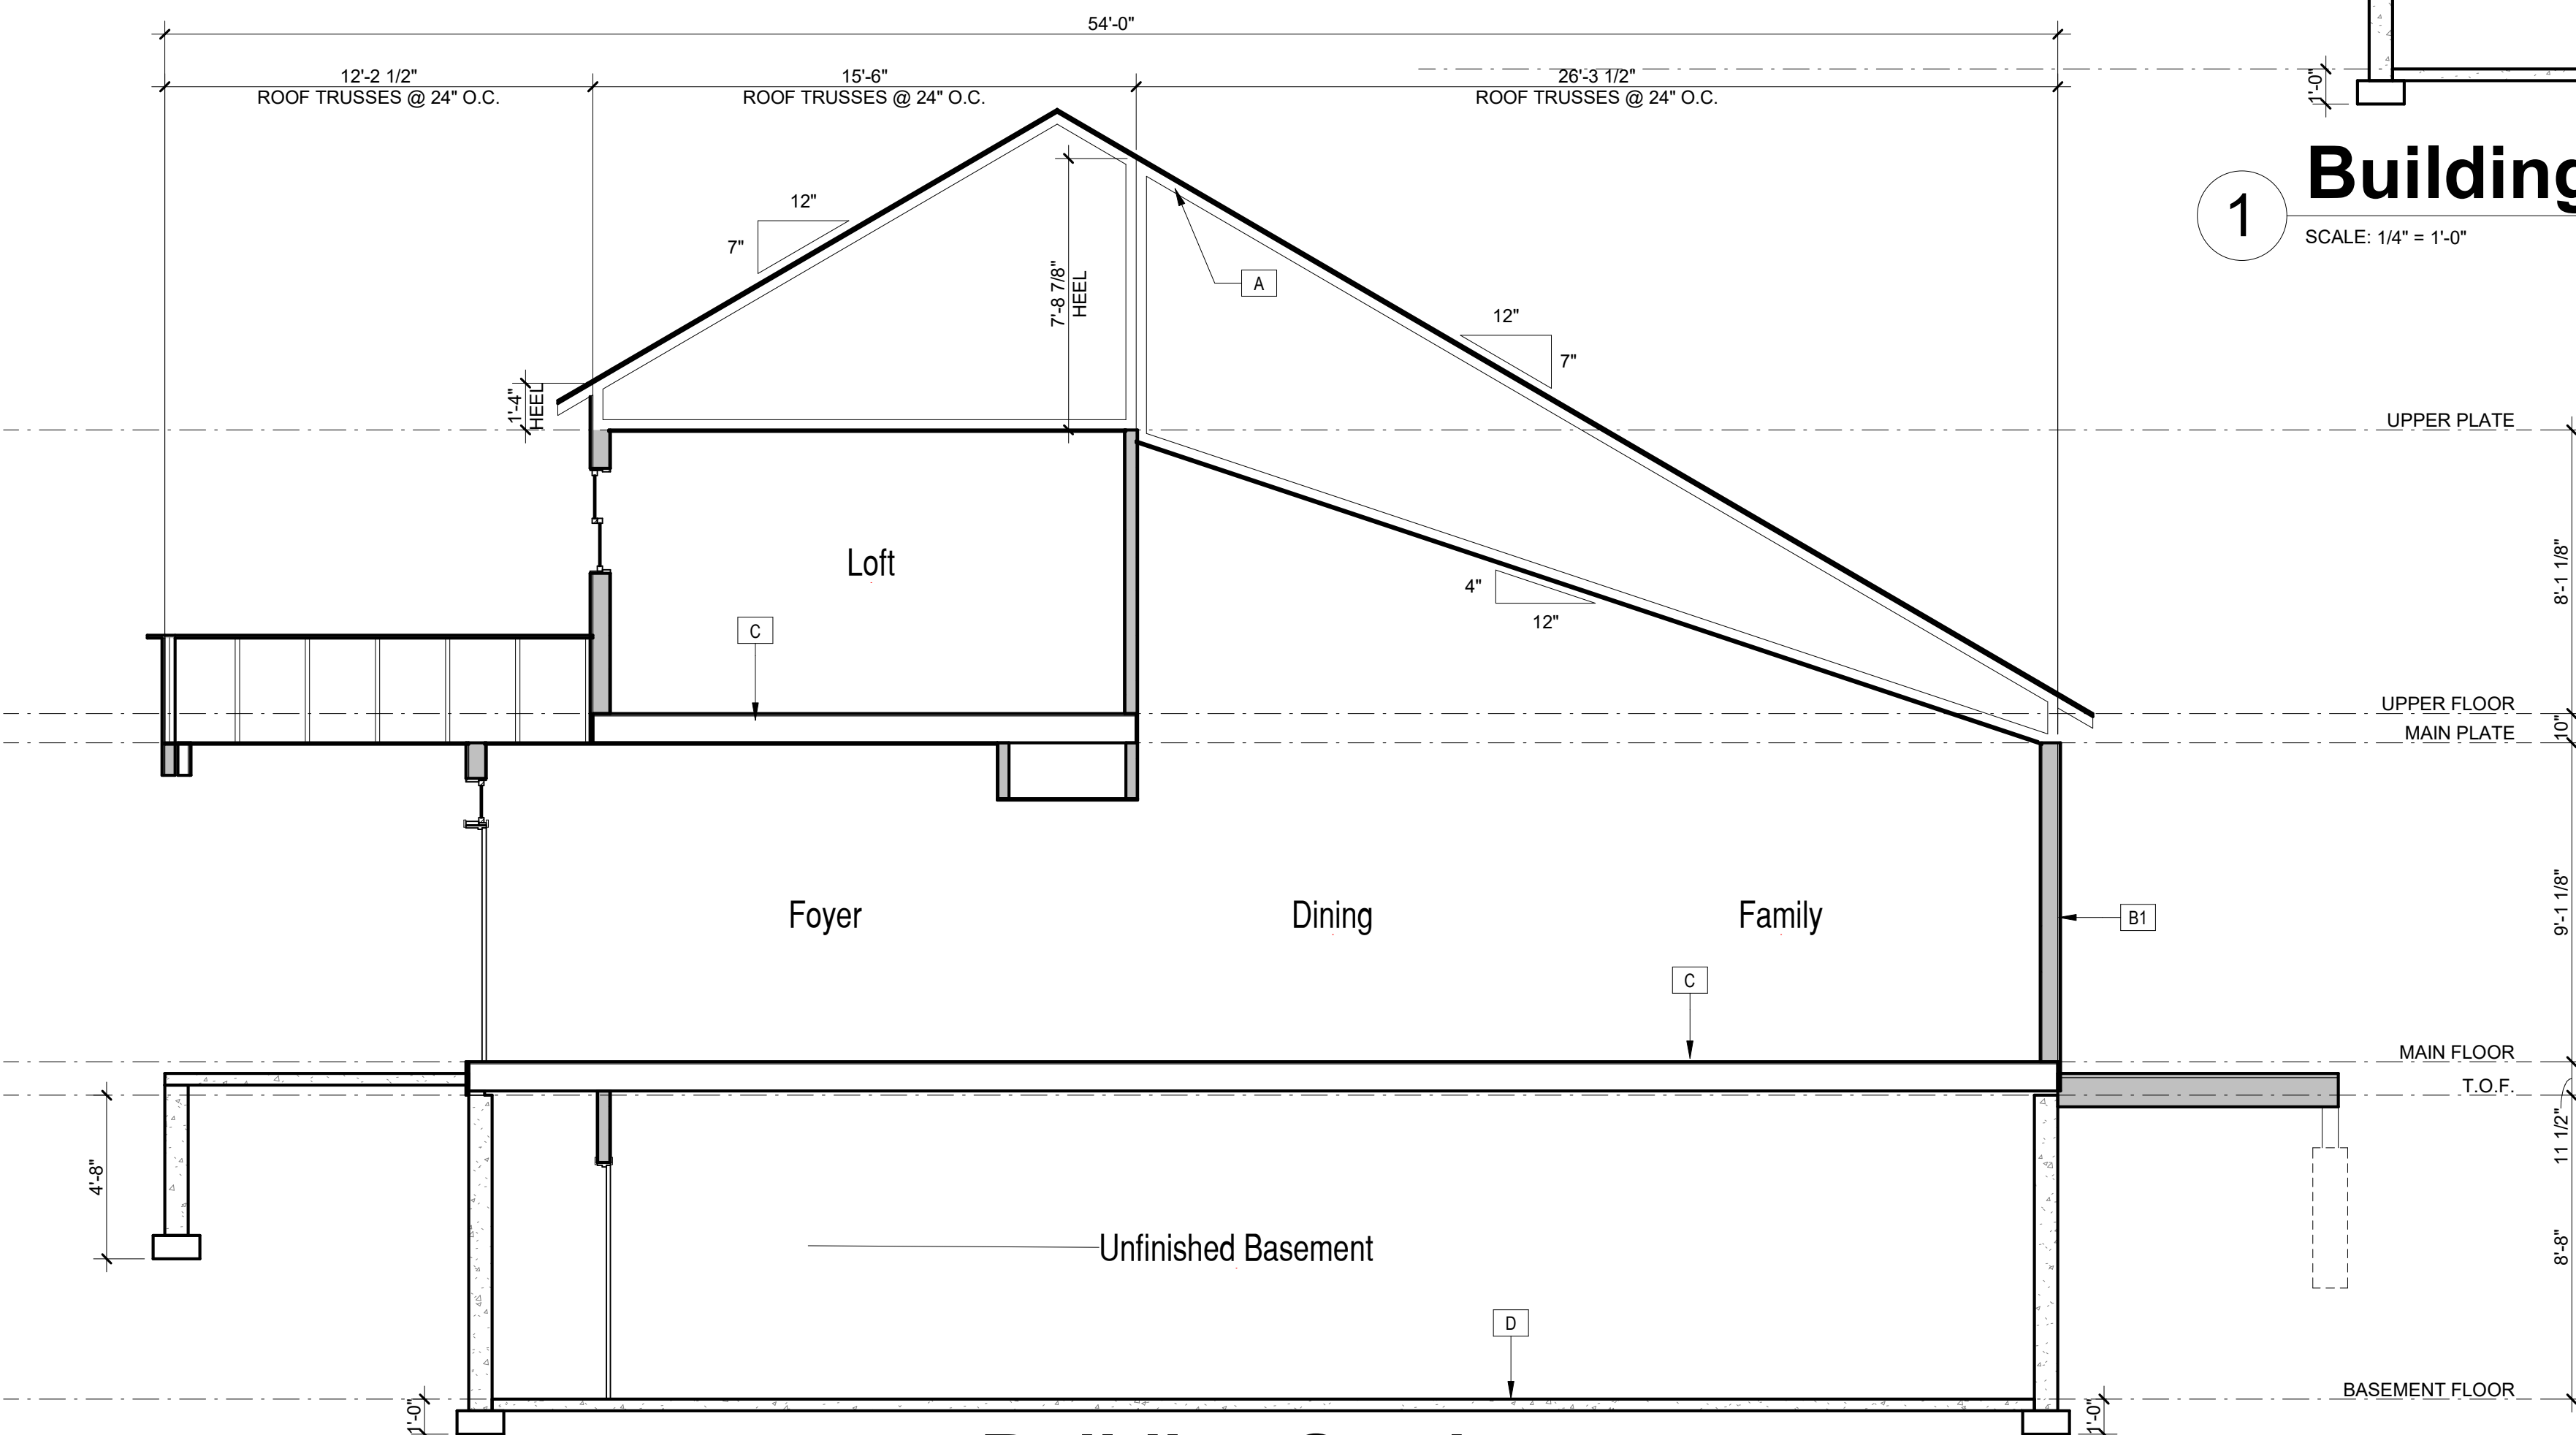 54'-0"
12'-2 1/2"
ROOF TRUSSES @ 24" O.C.
15'-6"
ROOF TRUSSES @ 24" O.C.
26'-3 1/2"
ROOF TRUSSES @ 24" O.C.
1'-0"
1
Building
SCALE: 1/4" = 1'-0"
12"
7"
7'-8 7/8"
HEEL
A
12"
7"
1'-4"
HEEL
UPPER PLATE
Loft
4"
12"
8'-1 1/8"
C
UPPER FLOOR
10"
MAIN PLATE
Foyer
Dining
Family
B1
9'-1 1/8"
C
MAIN FLOOR
T.O.F.
11 1/2"
4'-8"
Unfinished Basement
8'-8"
D
BASEMENT FLOOR
1'-0"
1'-0"